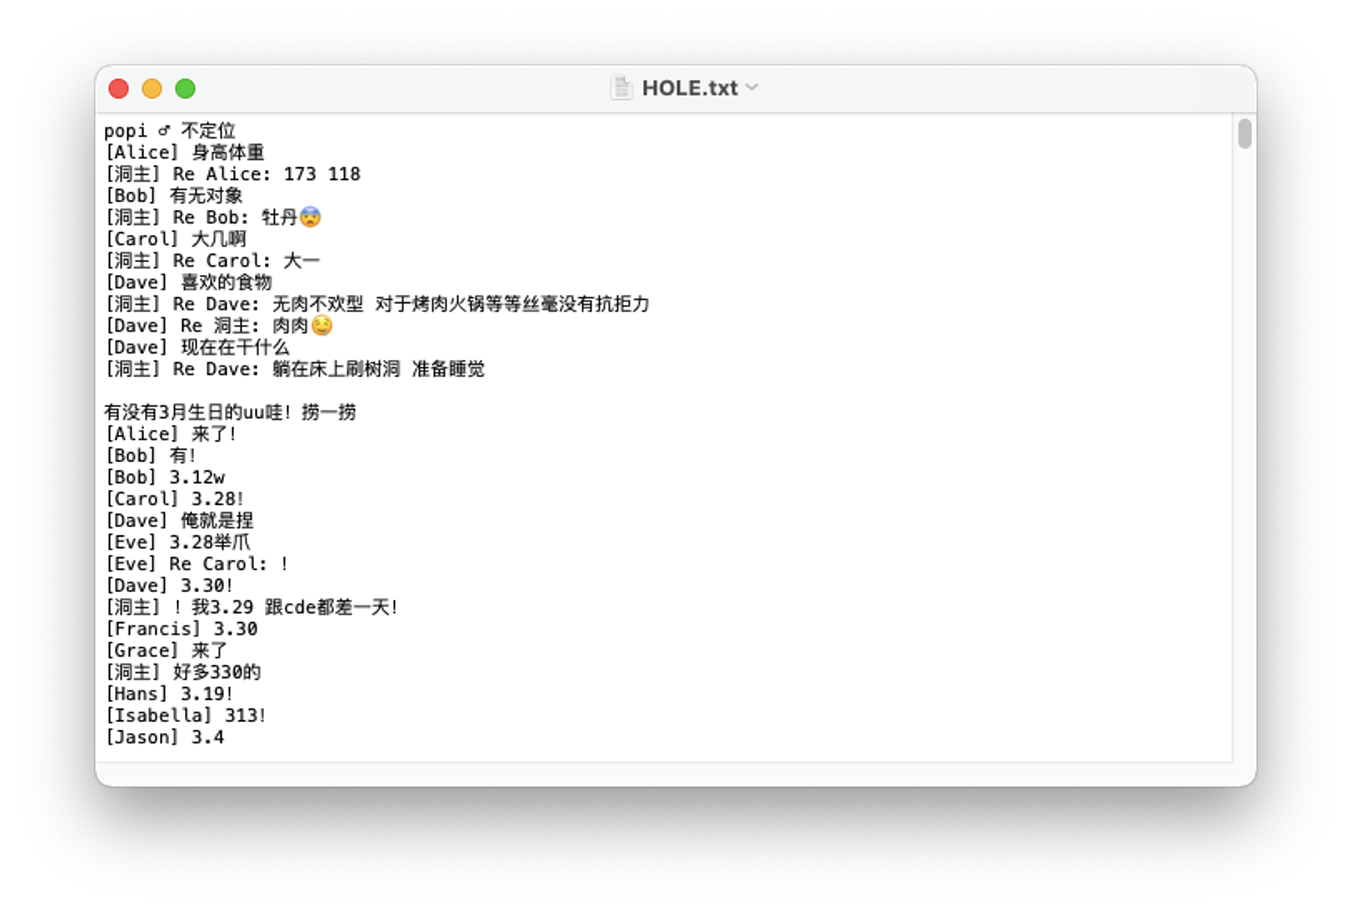 HOLE.txt
popi ♂ 不定位
[Alice] 身高体重
[洞主] Re Alice: 173 118
[Bob] 有无对象
[洞主] Re Bob: 牡丹😨
[Carol] 大几啊
[洞主] Re Carol: 大一
[Dave] 喜欢的食物
[洞主] Re Dave: 无肉不欢型 对于烤肉火锅等等丝毫没有抗拒力
[Dave] Re 洞主: 肉肉😋
[Dave] 现在在干什么
[洞主] Re Dave: 躺在床上刷树洞 准备睡觉
有没有3月生日的uu哇！捞一捞
[Alice] 来了！
[Bob] 有！
[Bob] 3.12w
[Carol] 3.28！
[Dave] 俺就是捏
[Eve] 3.28举爪
[Eve] Re Carol: ！
[Dave] 3.30！
[洞主] ！我3.29 跟cde都差一天！
[Francis] 3.30
[Grace] 来了
[洞主] 好多330的
[Hans] 3.19！
[Isabella] 313！
[Jason] 3.4